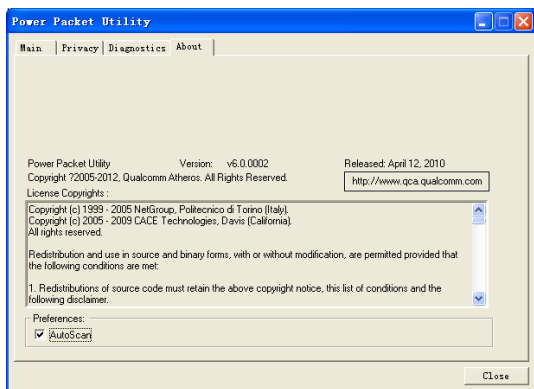 Power Packet Utility
Main Privacy Diagnostics About
Power Packet Utility Version: v6.0.0002 Released: April 12, 2010
Copyright ?2005-2012, Qualcomm Atheros. All Rights Reserved.
http://www.qca.qualcomm.com
License Copyrights :
Copyright (c) 1999 - 2005 NetGroup, Politecnico di Torino (Italy).
Copyright (c) 2005 - 2009 CACE Technologies, Davis (California).
All rights reserved.
Redistribution and use in source and binary forms, with or without modification, are permitted provided that
the following conditions are met:
1. Redistributions of source code must retain the above copyright notice, this list of conditions and the
following disclaimer.
Preferences:
AutoScan
Close